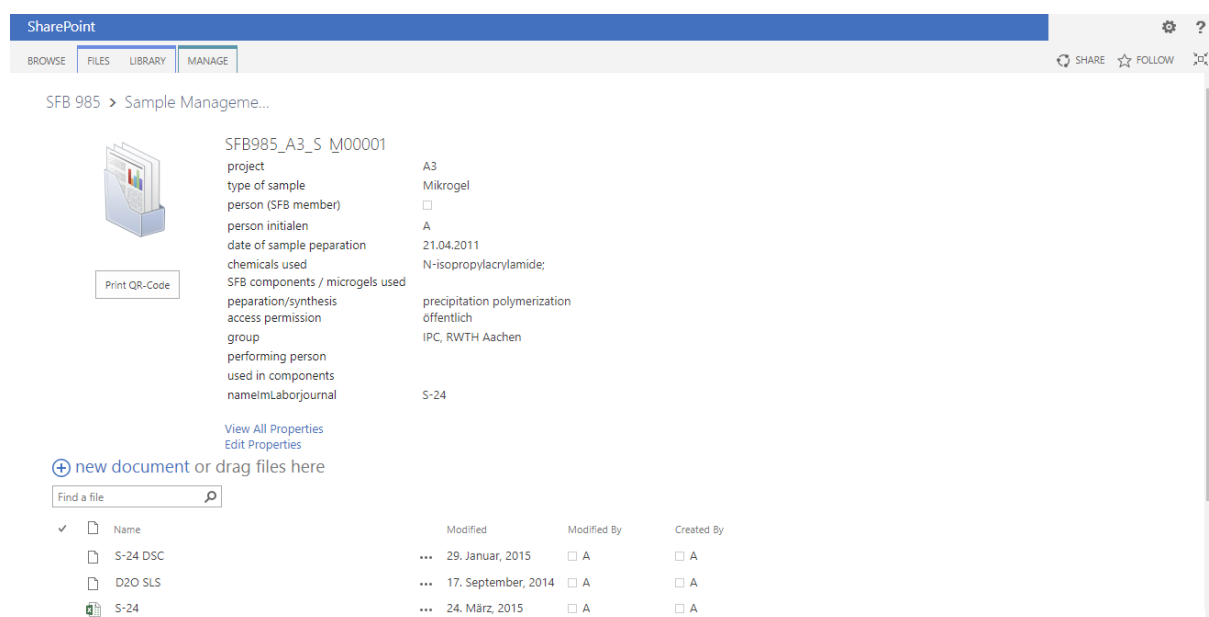 SharePoint
?
BROWSE FILES LIBRARY MANAGE SHARE FOLLOW
SFB 985 > Sample Manageme...
SFB985_A3_S_M00001
project A3
type of sample Mikrogel
person (SFB member)
person initialen A
date of sample peparation 21.04.2011
chemicals used N-isopropylacrylamide;
Print QR-Code
SFB components / microgels used
peparation/synthesis precipitation polymerization
access permission öffentlich
group IPC, RWTH Aachen
performing person
used in components
nameImLaborjournal S-24
View All Properties
Edit Properties
new document or drag files here
Find a file
Name Modified Modified By Created By
S-24 DSC ... 29. Januar, 2015 A A
D2O SLS ... 17. September, 2014 A A
S-24 ... 24. März, 2015 A A